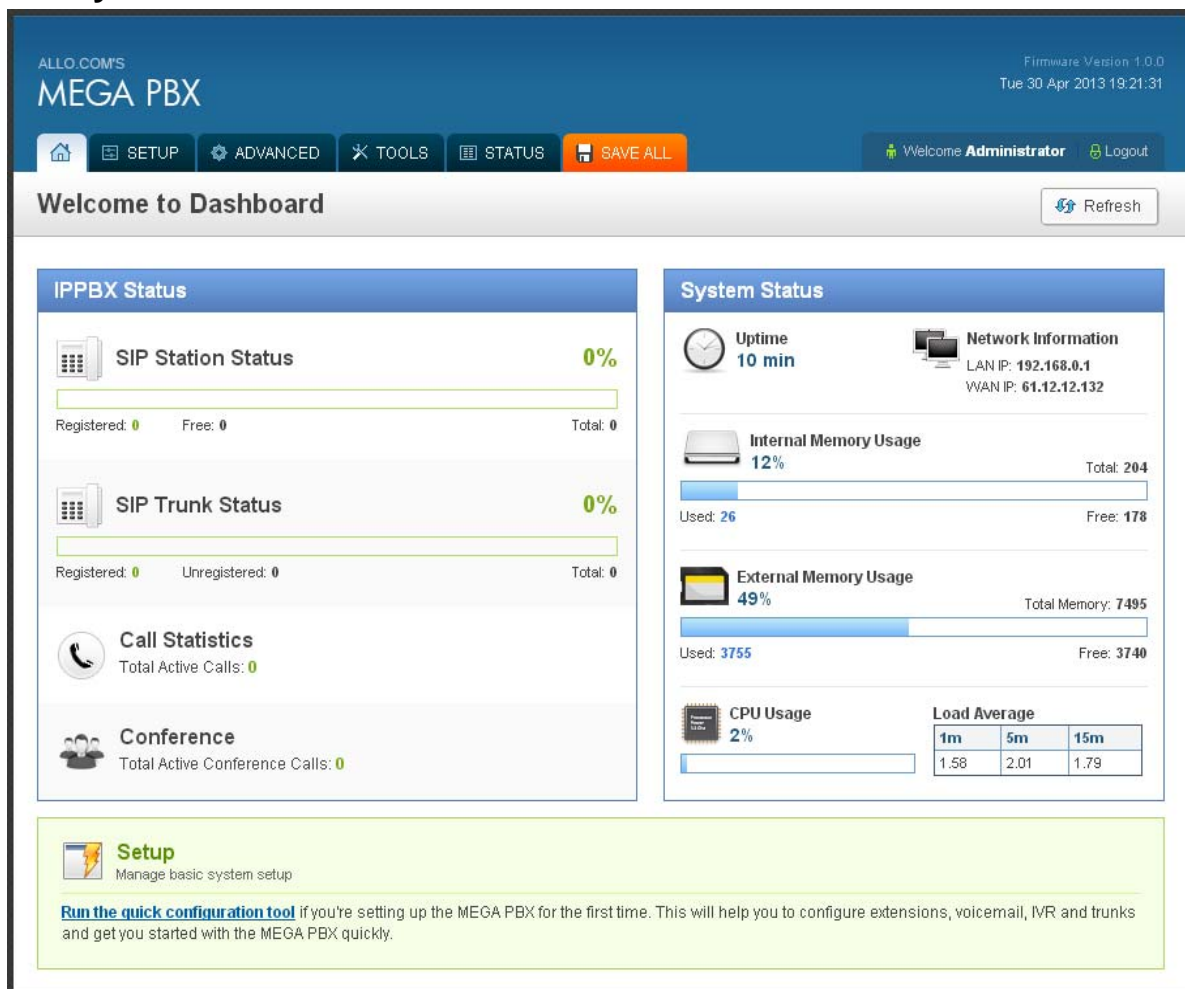 ALLO.COM'S
MEGA PBX
Firmware Version 1.0.0
Tue 30 Apr 2013 19:21:31
SETUP ADVANCED TOOLS STATUS SAVE ALL
Welcome Administrator Logout
Welcome to Dashboard
Refresh
IPPBX Status
SIP Station Status 0%
Registered: 0 Free: 0 Total: 0
SIP Trunk Status 0%
Registered: 0 Unregistered: 0 Total: 0
Call Statistics
Total Active Calls: 0
Conference
Total Active Conference Calls: 0
System Status
Uptime
10 min
Network Information
LAN IP: 192.168.0.1
WAN IP: 61.12.12.132
Internal Memory Usage
12% Total: 204
Used: 26 Free: 178
External Memory Usage
49% Total Memory: 7495
Used: 3755 Free: 3740
CPU Usage
2%
Load Average
1m 5m 15m
1.58 2.01 1.79
Setup
Manage basic system setup
Run the quick configuration tool if you're setting up the MEGA PBX for the first time. This will help you to configure extensions, voicemail, IVR and trunks
and get you started with the MEGA PBX quickly.